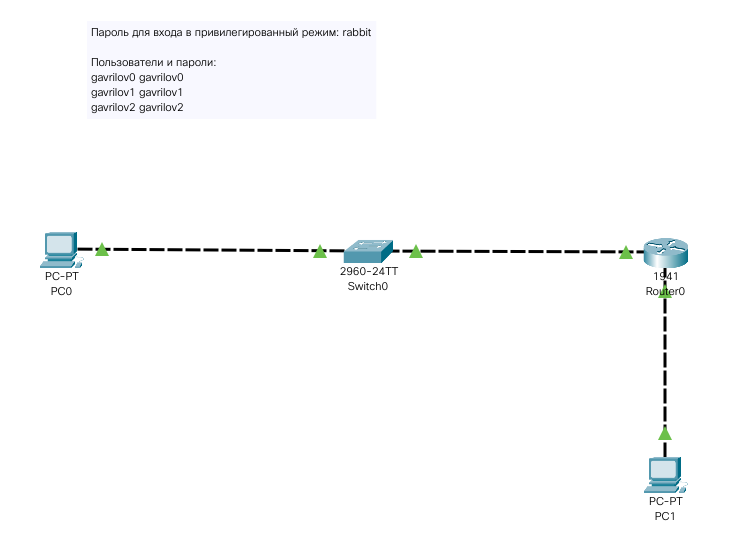 Пароль для входа в привилегированный режим: rabbit
Пользователи и пароли:
gavrilov0 gavrilov0
gavrilov1 gavrilov1
gavrilov2 gavrilov2
PC-PT
PC0
2960-24TT
Switch0
1941
Router0
PC-PT
PC1